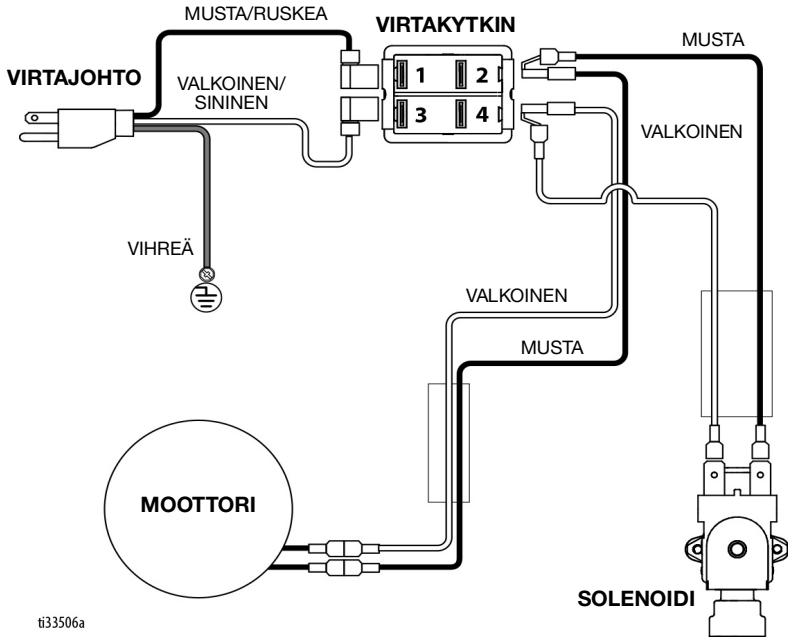 MUSTA/RUSKEA
VIRTAKYTKIN
MUSTA
VIRTAJOHTO
VALKOINEN/
SININEN
1
2
3
4
VALKOINEN
VIHREÄ
VALKOINEN
MUSTA
MOOTTORI
SOLENOIDI
ti33506a